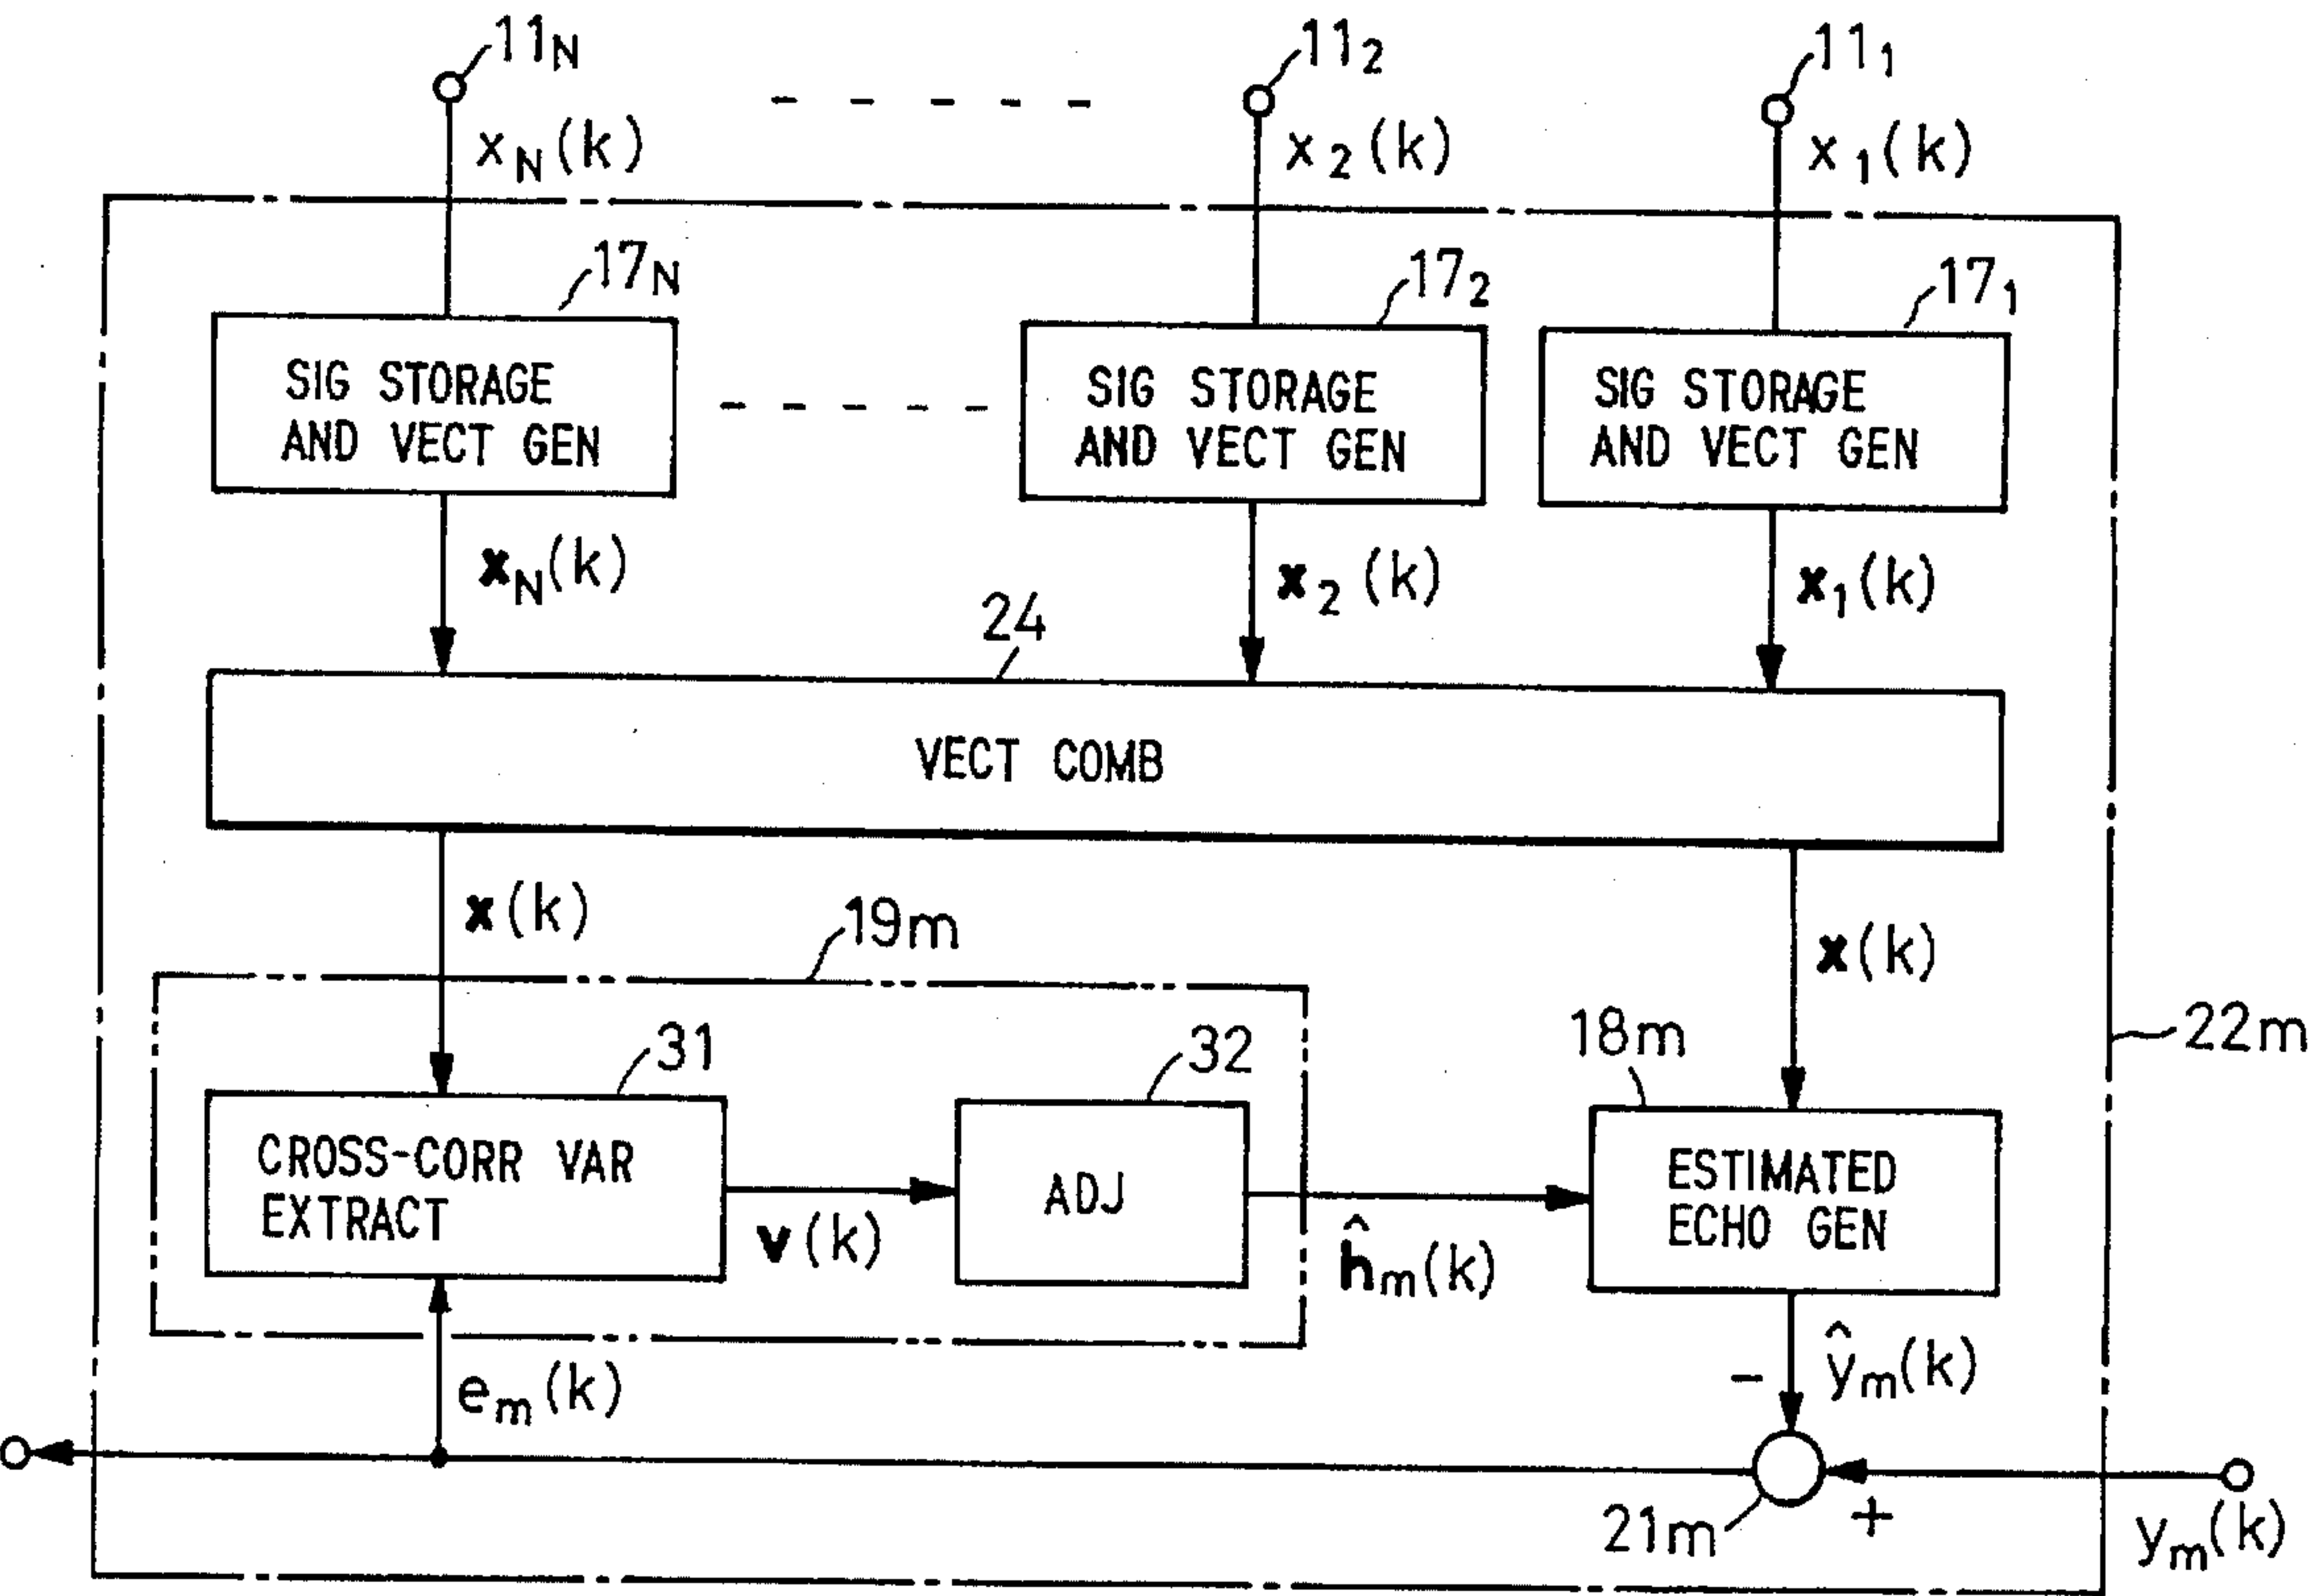 11N
11₂
11₁
xN(k)
x₂(k)
x₁(k)
17N
17₂
17₁
SIG STORAGE
AND VECT GEN
SIG STORAGE
AND VECT GEN
SIG STORAGE
AND VECT GEN
xN(k)
x₂(k)
x₁(k)
24
VECT COMB
x(k)
19m
x(k)
31
32
18m
22m
CROSS-CORR VAR
EXTRACT
v(k)
ADJ
ĥm(k)
ESTIMATED
ECHO GEN
em(k)
-
ŷm(k)
21m
+
ym(k)